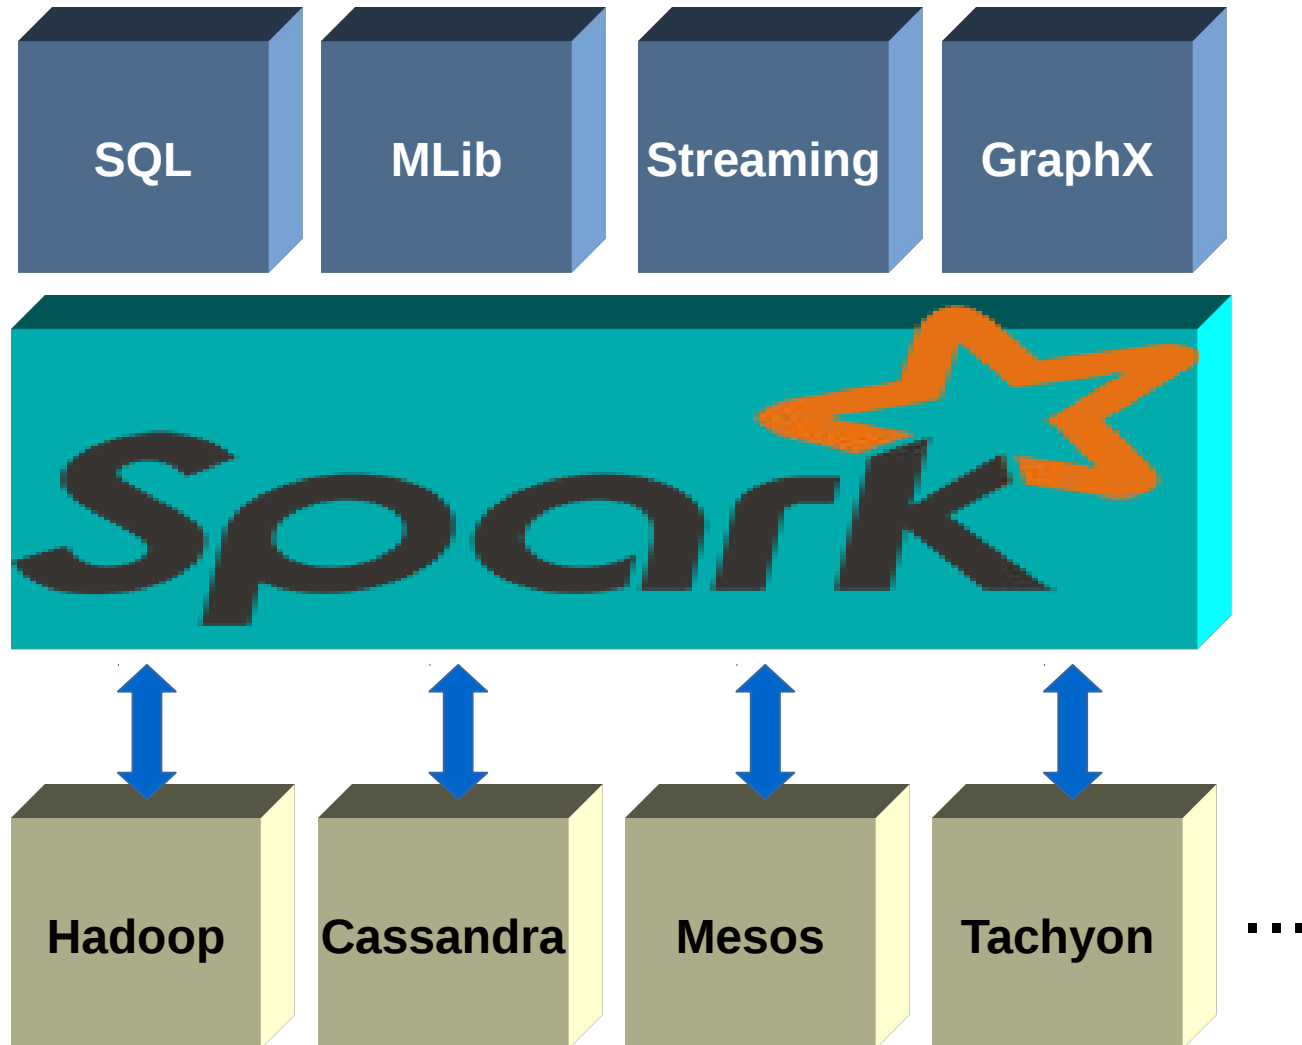 SQL
MLib
Streaming
GraphX
Spark
Hadoop
Cassandra
Mesos
Tachyon
...